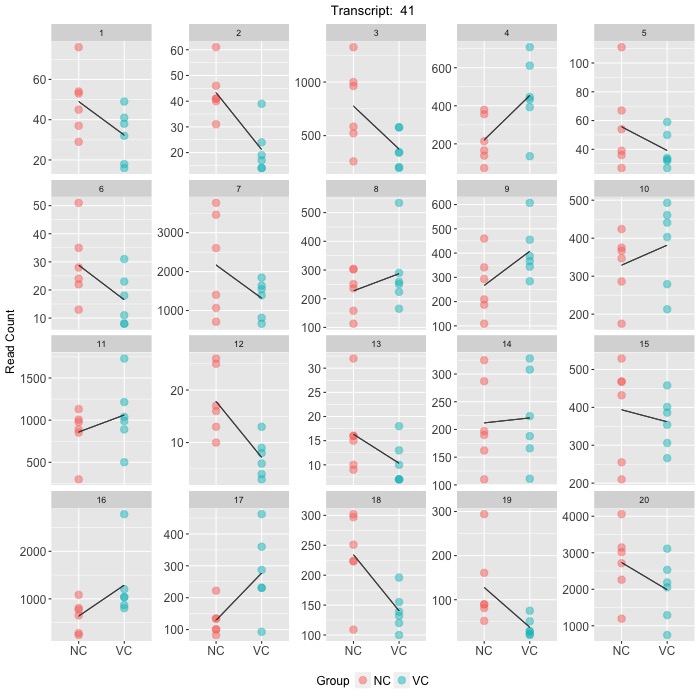 Transcript:  41
1 2 3 4 5
60 60 1000 600 100
40 50 500 400 80
20 40 200 60
30 40
20
6 7 8 9 10
50 3000 500 600 500
40 2000 400 500 400
30 1000 300 400 300
20 200 300 200
10 100 200
100
Read Count
11 12 13 14 15
1500 20 30 300 500
1000 10 25 250 400
500 20 200 300
15 150 200
10 100
16 17 18 19 20
2000 400 300 300 4000
1000 300 250 200 3000
200 200 100 2000
100 150 1000
100
NC VC NC VC NC VC NC VC NC VC
Group NC VC